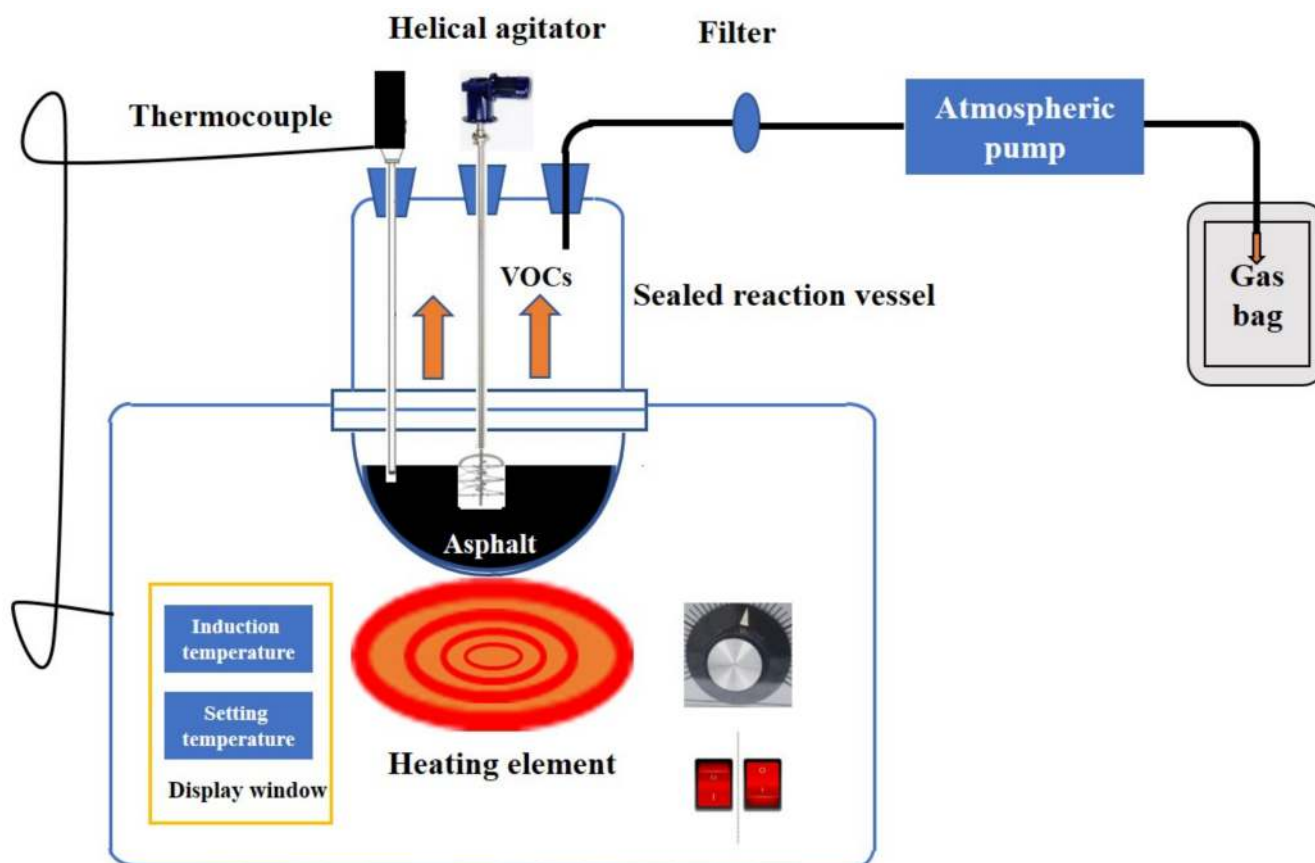 Helical agitator
Filter
Thermocouple
Atmospheric
pump
VOCs
Sealed reaction vessel
Gas
bag
Asphalt
Induction
temperature
Setting
temperature
Display window
Heating element